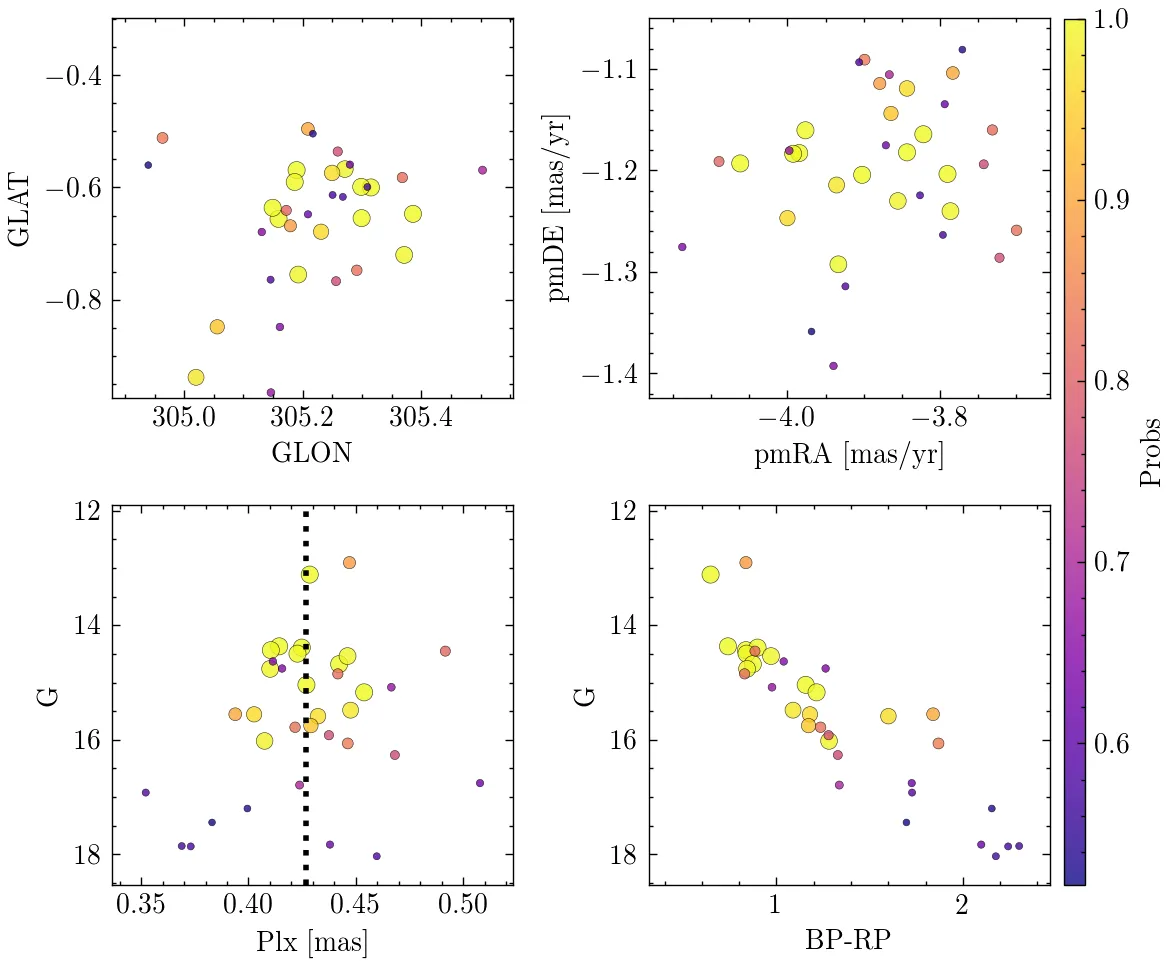 −0.4
−0.6
−0.8
GLAT
305.0 305.2 305.4
GLON
−1.1
−1.2
−1.3
−1.4
pmDE [mas/yr]
−4.0 −3.8
pmRA [mas/yr]
12
14
16
18
G
0.35 0.40 0.45 0.50
Plx [mas]
12
14
16
18
G
1 2
BP-RP
1.0
0.9
0.8
0.7
0.6
Probs